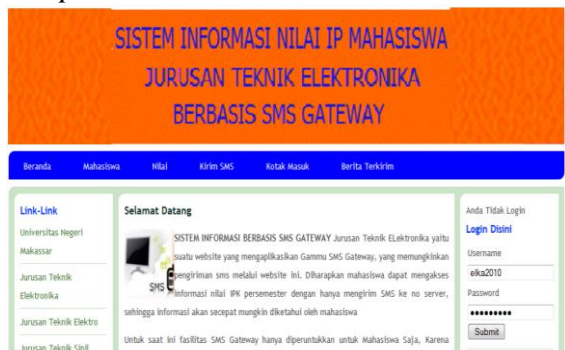 SISTEM INFORMASI NILAI IP MAHASISWA
JURUSAN TEKNIK ELEKTRONIKA
BERBASIS SMS GATEWAY
Beranda Mahasiswa Nilai Kirim SMS Kotak Masuk Berita Terkirim
Link-Link
Universitas Negeri
Makassar
Jurusan Teknik
Elektronika
Jurusan Teknik Elektro
Jurusan Teknik Sipil
Selamat Datang
SISTEM INFORMASI BERBASIS SMS GATEWAY Jurusan Teknik ELektronika yaitu
suatu website yang mengaplikasikan Gammu SMS Gateway, yang memungkinkan
pengiriman sms melalui website ini. Diharapkan mahasiswa dapat mengakses
SMS
informasi nilai IPK persemester dengan hanya mengirim SMS ke no server,
sehingga informasi akan secepat mungkin diketahui oleh mahasiswa
Untuk saat ini fasilitas SMS Gateway hanya diperuntukkan untuk Mahasiswa Saja, Karena
Anda Tidak Login
Login Disini
Username
elka2010
Password
•••••••••
Submit